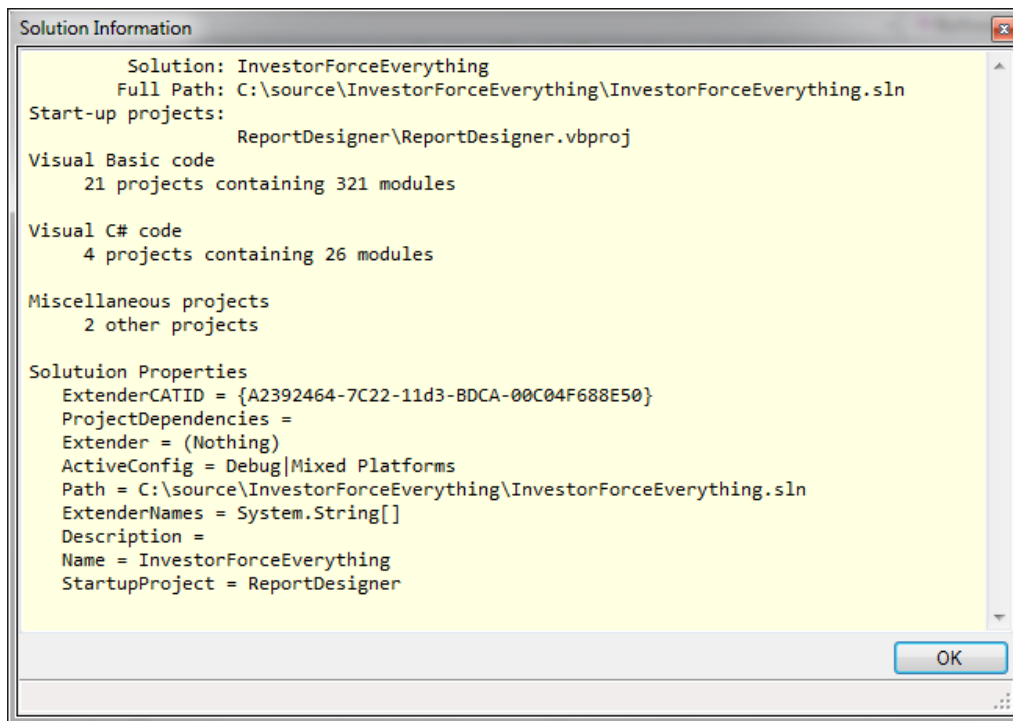 Solution Information
Solution: InvestorForceEverything
Full Path: C:\source\InvestorForceEverything\InvestorForceEverything.sln
Start-up projects:
ReportDesigner\ReportDesigner.vbproj
Visual Basic code
21 projects containing 321 modules
Visual C# code
4 projects containing 26 modules
Miscellaneous projects
2 other projects
Solutuion Properties
ExtenderCATID = {A2392464-7C22-11d3-BDCA-00C04F688E50}
ProjectDependencies =
Extender = (Nothing)
ActiveConfig = Debug|Mixed Platforms
Path = C:\source\InvestorForceEverything\InvestorForceEverything.sln
ExtenderNames = System.String[]
Description =
Name = InvestorForceEverything
StartupProject = ReportDesigner
OK